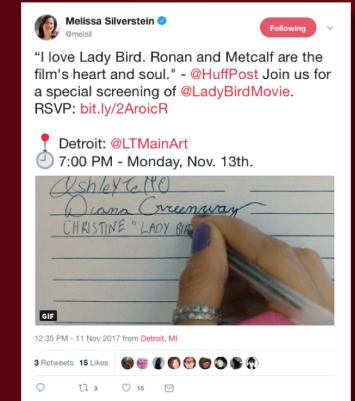 Melissa Silverstein
@melsil
Following
“I love Lady Bird. Ronan and Metcalf are the
film's heart and soul." - @HuffPost Join us for
a special screening of @LadyBirdMovie.
RSVP: bit.ly/2AroicR
Detroit: @LTMainArt
7:00 PM - Monday, Nov. 13th.
Diana Greenway
CHRISTINE "LADY
GIF
12:35 PM - 11 Nov 2017 from Detroit, MI
3 Retweets 15 Likes
3 15